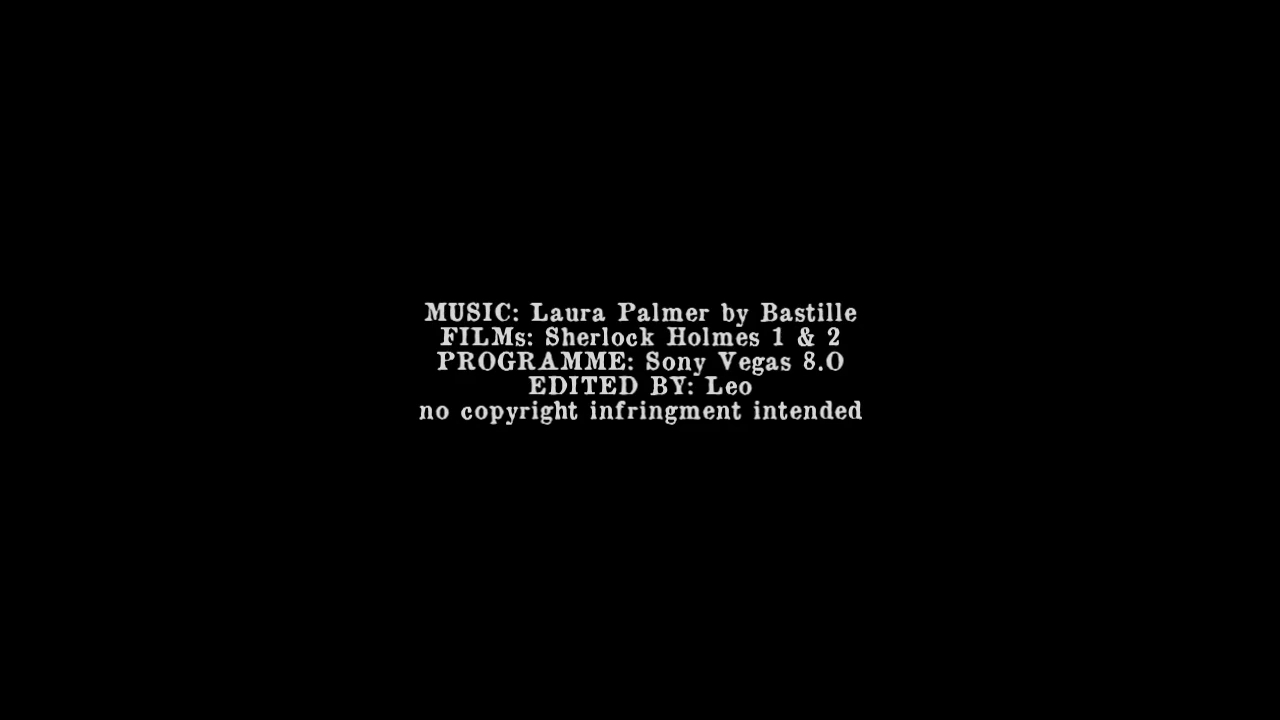 MUSIC: Laura Palmer by Bastille
FILMs: Sherlock Holmes 1 & 2
PROGRAMME: Sony Vegas 8.0
EDITED BY: Leo
no copyright infringment intended